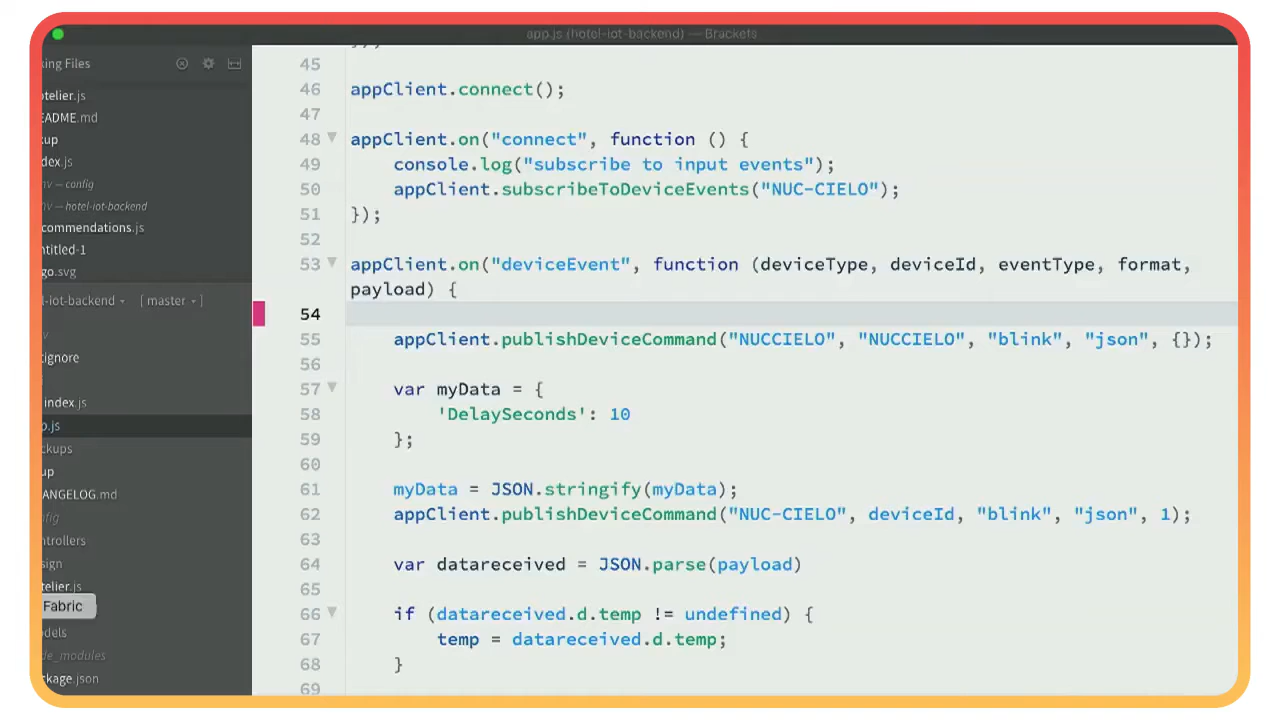 app.js (hotel-iot-backend) — Brackets
king Files
otelier.js
EADME.md
kup
dex.js
nv — config
nv — hotel-iot-backend
commendations.js
ntitled-1
go.svg
l-iot-backend
[ master ]
v
tignore
index.js
p.js
ckups
up
ANGELOG.md
nfig
ntrollers
sign
telier.js
Fabric
odels
de_modules
ckage.json
45
46 appClient.connect();
47
48 appClient.on("connect", function () {
49 console.log("subscribe to input events");
50 appClient.subscribeToDeviceEvents("NUC-CIELO");
51 });
52
53 appClient.on("deviceEvent", function (deviceType, deviceId, eventType, format,
payload) {
54
55 appClient.publishDeviceCommand("NUCCIELO", "NUCCIELO", "blink", "json", {});
56
57 var myData = {
58 'DelaySeconds': 10
59 };
60
61 myData = JSON.stringify(myData);
62 appClient.publishDeviceCommand("NUC-CIELO", deviceId, "blink", "json", 1);
63
64 var datareceived = JSON.parse(payload)
65
66 if (datareceived.d.temp != undefined) {
67 temp = datareceived.d.temp;
68 }
69